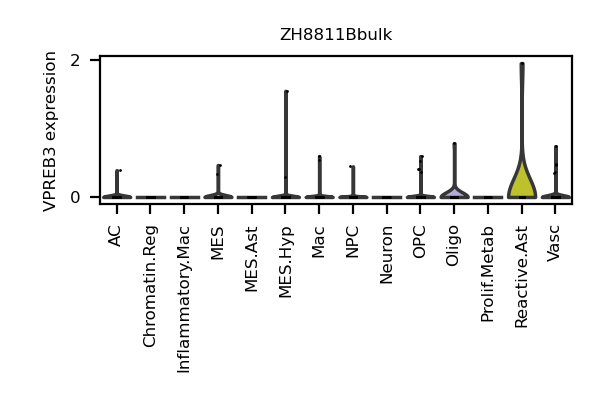 ZH8811Bbulk
VPREB3 expression
2
0
AC
Chromatin.Reg
Inflammatory.Mac
MES
MES.Ast
MES.Hyp
Mac
NPC
Neuron
OPC
Oligo
Prolif.Metab
Reactive.Ast
Vasc